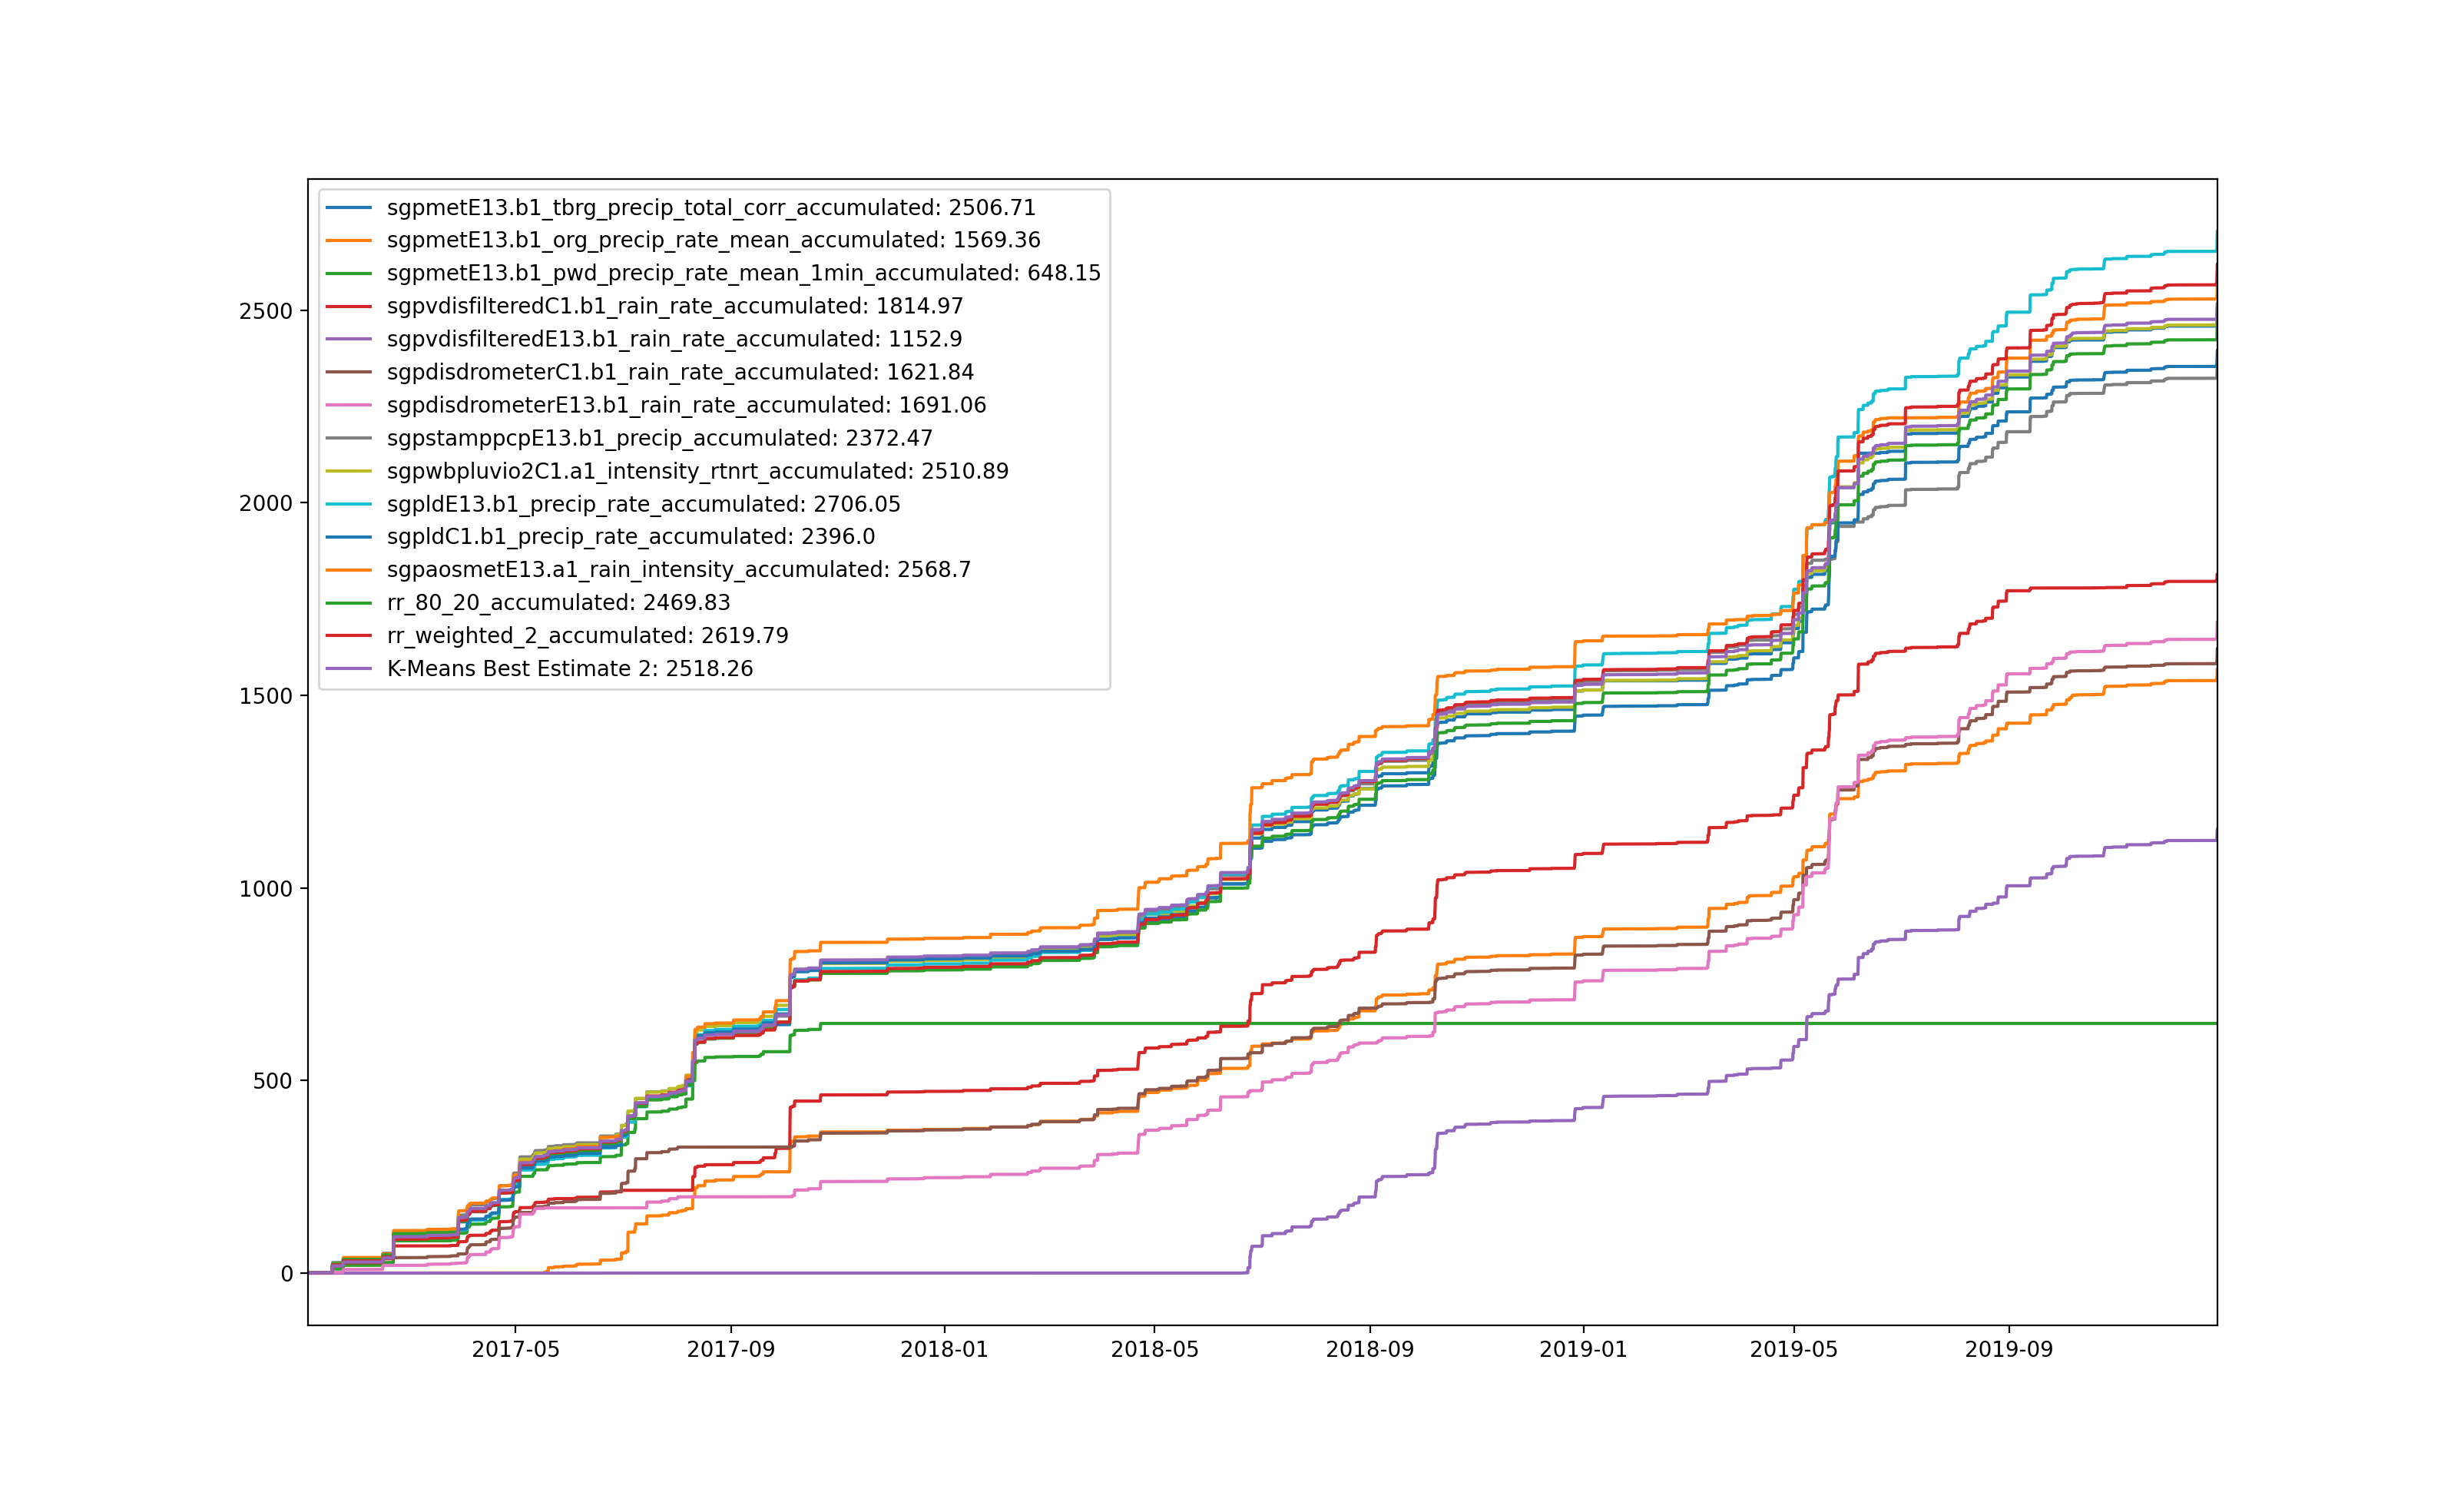 sgpmetE13.b1_tbrg_precip_total_corr_accumulated: 2506.71
sgpmetE13.b1_org_precip_rate_mean_accumulated: 1569.36
sgpmetE13.b1_pwd_precip_rate_mean_1min_accumulated: 648.15
sgpvdisfilteredC1.b1_rain_rate_accumulated: 1814.97
sgpvdisfilteredE13.b1_rain_rate_accumulated: 1152.9
sgpdisdrometerC1.b1_rain_rate_accumulated: 1621.84
sgpdisdrometerE13.b1_rain_rate_accumulated: 1691.06
sgpstamppcpE13.b1_precip_accumulated: 2372.47
sgpwbpluvio2C1.a1_intensity_rtnrt_accumulated: 2510.89
sgpldE13.b1_precip_rate_accumulated: 2706.05
sgpldC1.b1_precip_rate_accumulated: 2396.0
sgpaosmetE13.a1_rain_intensity_accumulated: 2568.7
rr_80_20_accumulated: 2469.83
rr_weighted_2_accumulated: 2619.79
K-Means Best Estimate 2: 2518.26
2500
2000
1500
1000
500
0
2017-05 2017-09 2018-01 2018-05 2018-09 2019-01 2019-05 2019-09